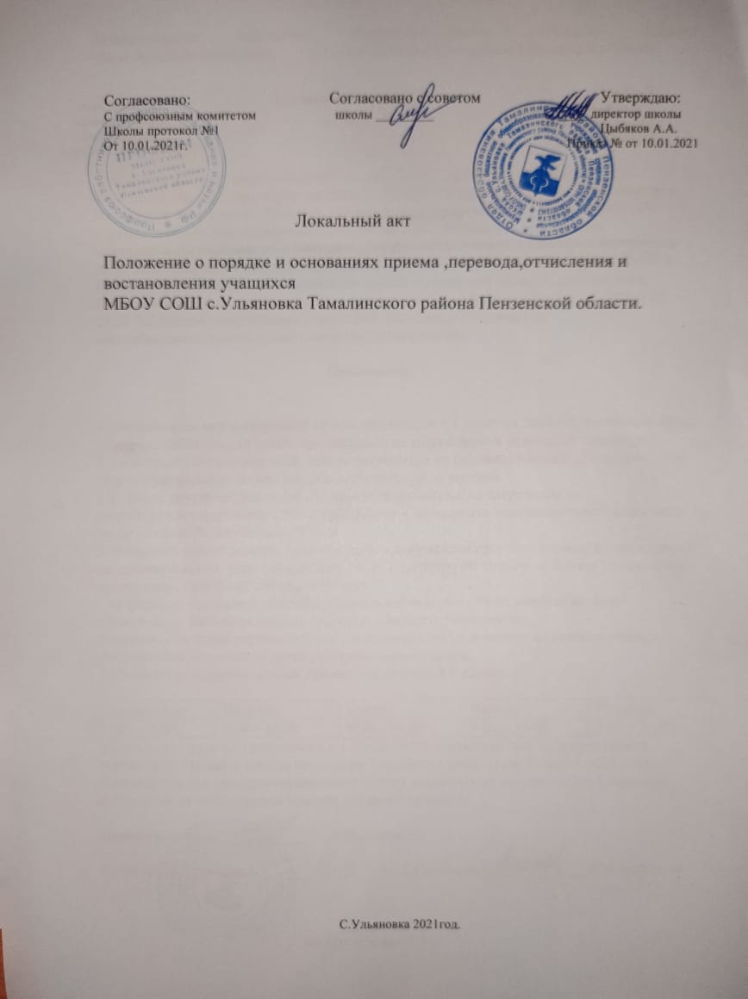 Согласовано:
С профсоюзным комитетом
Школы протокол №1
От 10.01.2021г.
Согласовано с советом
школы
Утверждаю:
директор школы
Цыбяков А.А.
Приказ № от 10.01.2021
Локальный акт
Положение о порядке и основаниях приема ,перевода,отчисления и
востановления учащихся
МБОУ СОШ с.Ульяновка Тамалинского района Пензенской области.
С.Ульяновка 2021год.